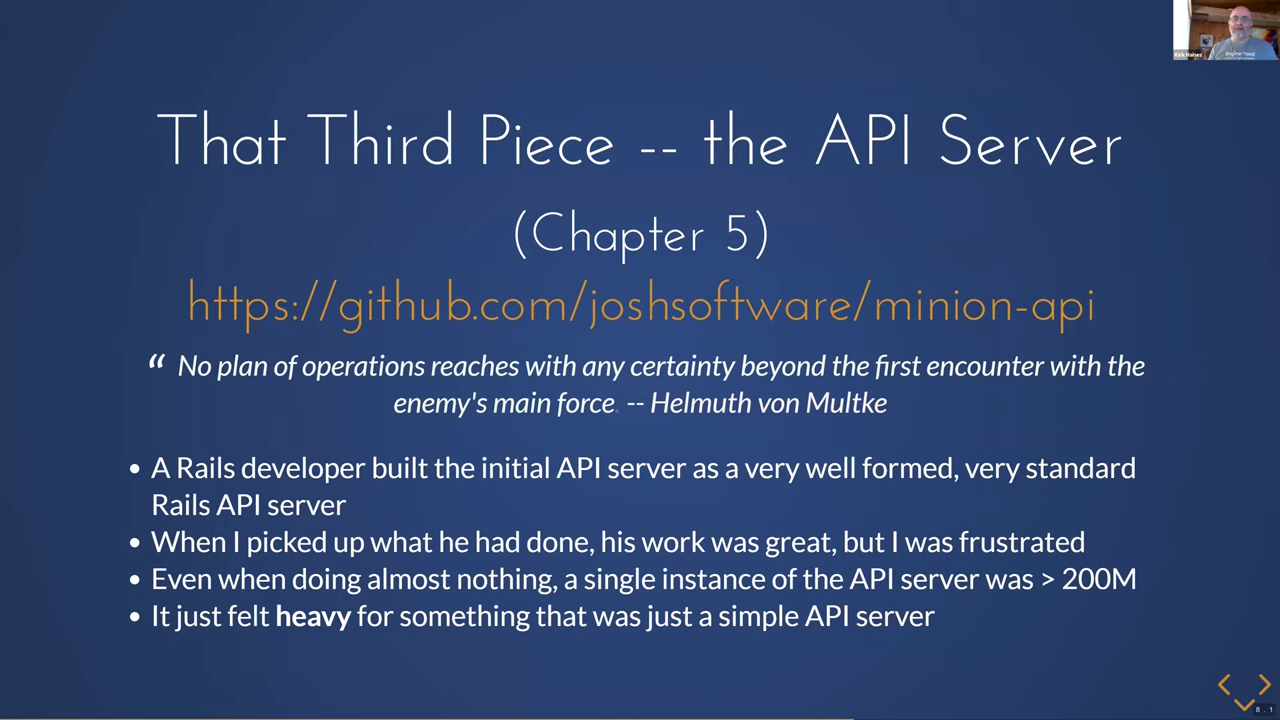 Kirk Haines
That Third Piece -- the API Server
(Chapter 5)
https://github.com/joshsoftware/minion-api
“ No plan of operations reaches with any certainty beyond the first encounter with the
enemy's main force. -- Helmuth von Multke
• A Rails developer built the initial API server as a very well formed, very standard
Rails API server
• When I picked up what he had done, his work was great, but I was frustrated
• Even when doing almost nothing, a single instance of the API server was > 200M
• It just felt heavy for something that was just a simple API server
8.1